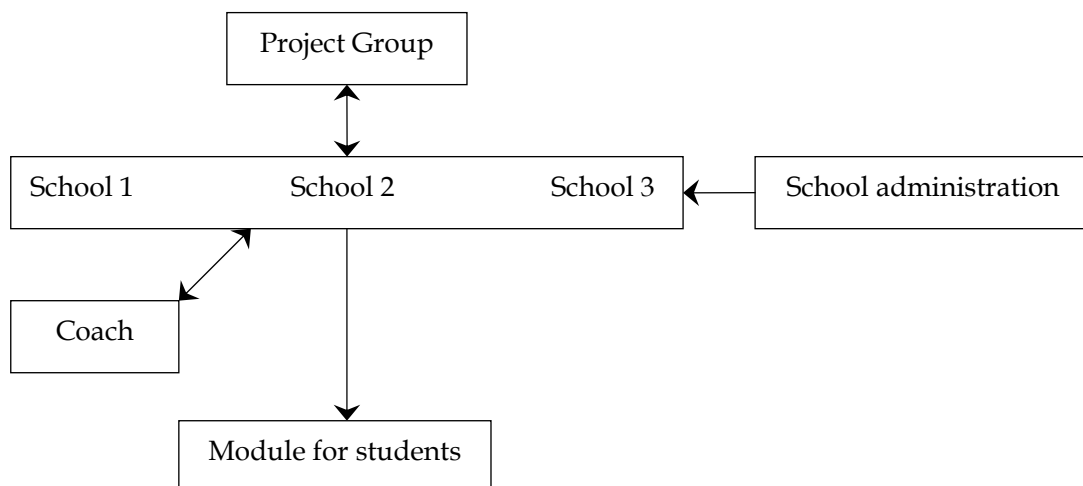 Project Group
School 1 School 2 School 3
School administration
Coach
Module for students